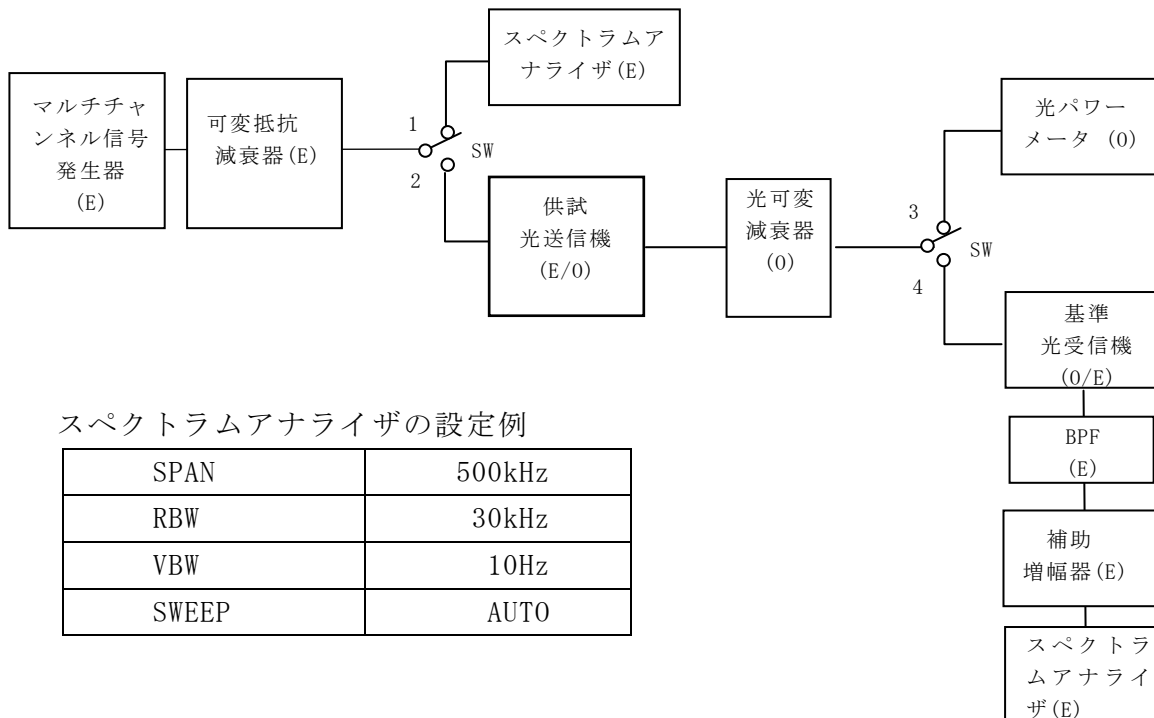 スペクトラムア
ナライザ(E)
マルチチャ
ンネル信号
発生器
(E)
可変抵抗
減衰器(E)
1
SW
2
供試
光送信機
(E/O)
光可変
減衰器
(O)
光パワー
メータ (O)
3
SW
4
基準
光受信機
(O/E)
BPF
(E)
補助
増幅器(E)
スペクトラ
ムアナライ
ザ(E)
スペクトラムアナライザの設定例
SPAN 500kHz
RBW 30kHz
VBW 10Hz
SWEEP AUTO